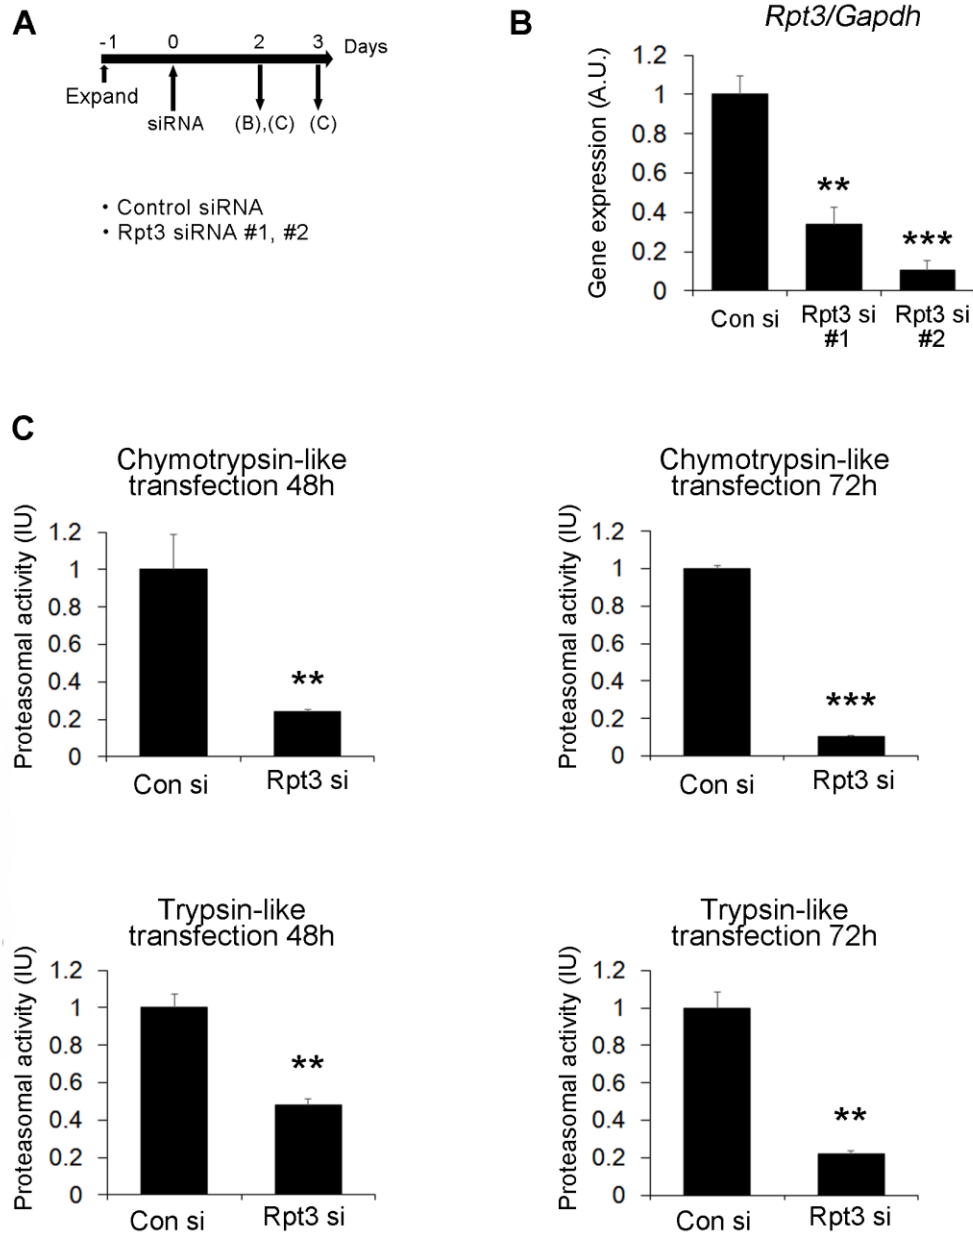 A
-1 0 2 3 Days
Expand
siRNA (B),(C) (C)
• Control siRNA
• Rpt3 siRNA #1, #2
B
Rpt3/Gapdh
Gene expression (A.U.)
1.2
1
0.8
0.6
0.4
0.2
0
**
***
Con si Rpt3 si #1 Rpt3 si #2
C
Chymotrypsin-like
transfection 48h
Proteasomal activity (IU)
1.2
1
0.8
0.6
0.4
0.2
0
**
Con si Rpt3 si
Chymotrypsin-like
transfection 72h
Proteasomal activity (IU)
1.2
1
0.8
0.6
0.4
0.2
0
***
Con si Rpt3 si
Trypsin-like
transfection 48h
Proteasomal activity (IU)
1.2
1
0.8
0.6
0.4
0.2
0
**
Con si Rpt3 si
Trypsin-like
transfection 72h
Proteasomal activity (IU)
1.2
1
0.8
0.6
0.4
0.2
0
**
Con si Rpt3 si